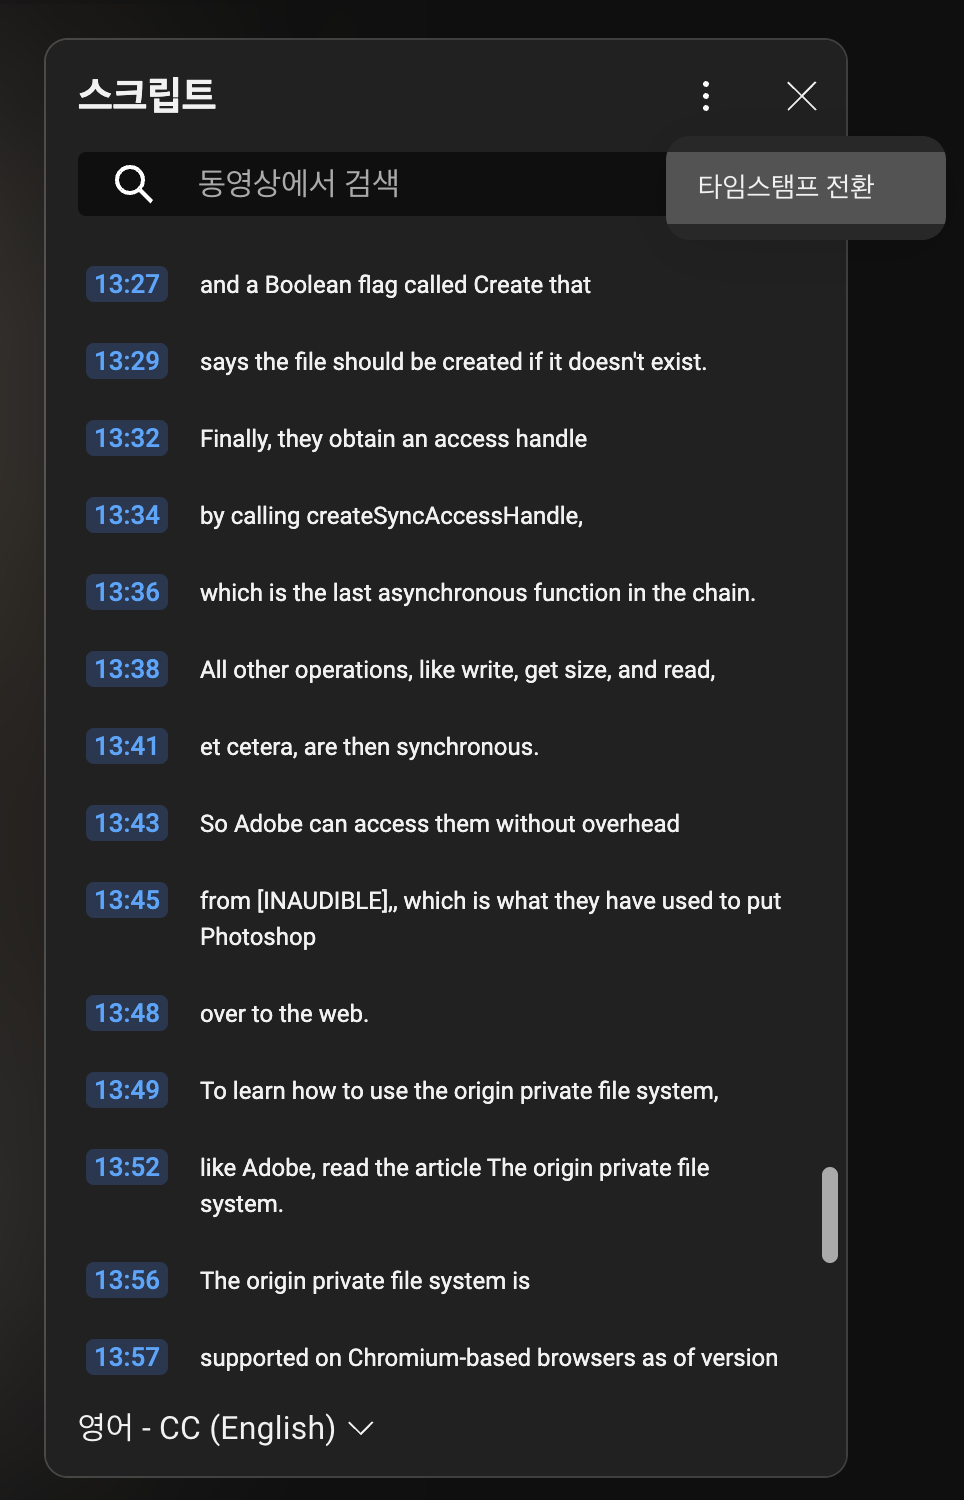 스크립트
동영상에서 검색
타임스탬프 전환
13:27 and a Boolean flag called Create that
13:29 says the file should be created if it doesn't exist.
13:32 Finally, they obtain an access handle
13:34 by calling createSyncAccessHandle,
13:36 which is the last asynchronous function in the chain.
13:38 All other operations, like write, get size, and read,
13:41 et cetera, are then synchronous.
13:43 So Adobe can access them without overhead
13:45 from [INAUDIBLE],, which is what they have used to put
Photoshop
13:48 over to the web.
13:49 To learn how to use the origin private file system,
13:52 like Adobe, read the article The origin private file
system.
13:56 The origin private file system is
13:57 supported on Chromium-based browsers as of version
영어 - CC (English)